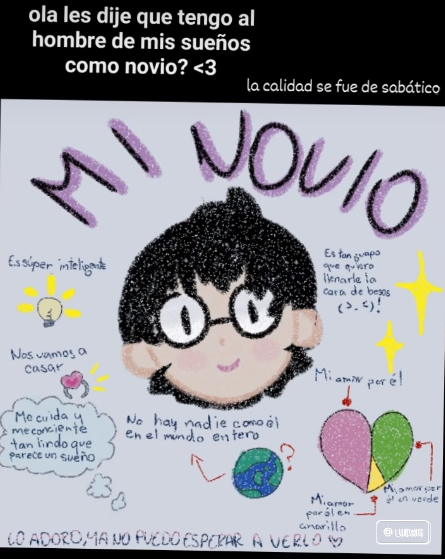 ola les dije que tengo al
hombre de mis sueños
como novio? <3
la calidad se fue de sabático
MI NOVIO
Es súper inteligente
Es tan guapo
que quiero
llenarle la
cara de besos
(>.<)!
Nos vamos a
casar
Mi amor por él!
Me cuida y
me conciente
tan lindo que
parece un sueño
No hay nadie como él
en el mundo entero
?
Mi amor por
él en verde
Mi amor
por él en
amarillo
LO ADORO, YA NO PUEDO ESPERAR A VERLO